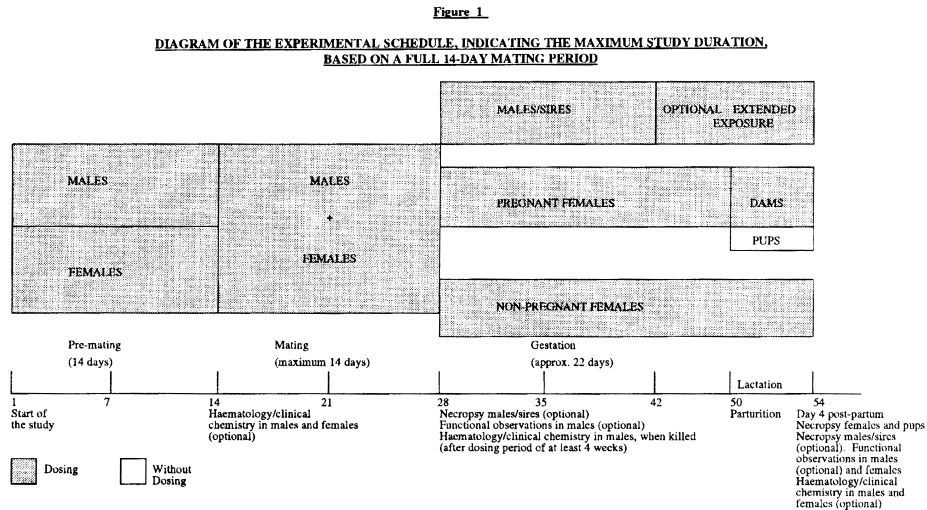 Figure 1
DIAGRAM OF THE EXPERIMENTAL SCHEDULE, INDICATING THE MAXIMUM STUDY DURATION,
BASED ON A FULL 14-DAY MATING PERIOD
MALES/SIRES
OPTIONAL EXTENDED
EXPOSURE
MALES
MALES
+
FEMALES
FEMALES
PREGNANT FEMALES
DAMS
PUPS
NON-PREGNANT FEMALES
Pre-mating
(14 days)
Mating
(maximum 14 days)
Gestation
(approx. 22 days)
Lactation
1 7 14 21 28 35 42 50 54
Start of
the study
Haematology/clinical
chemistry in males and females
(optional)
Necropsy males/sires (optional)
Functional observations in males (optional)
Haematology/clinical chemistry in males, when killed
(after dosing period of at least 4 weeks)
Parturition
Day 4 post-partum
Necropsy females and pups
Necropsy males/sires
(optional). Functional
observations in males
(optional) and females
Haematology/clinical
chemistry in males and
females (optional)
Dosing
Without
Dosing